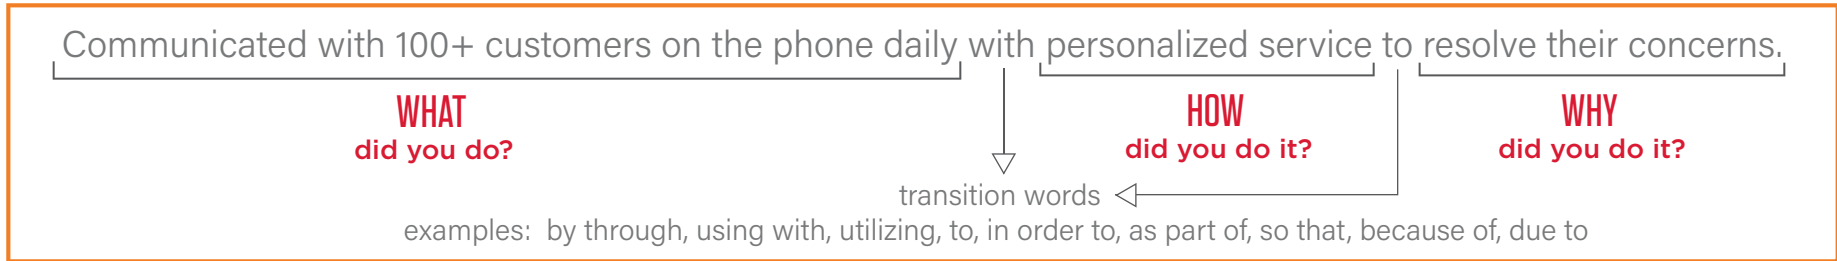 Communicated with 100+ customers on the phone daily with personalized service to resolve their concerns.
WHAT HOW WHY
did you do? did you do it? did you do it?
transition words
examples: by through, using with, utilizing, to, in order to, as part of, so that, because of, due to